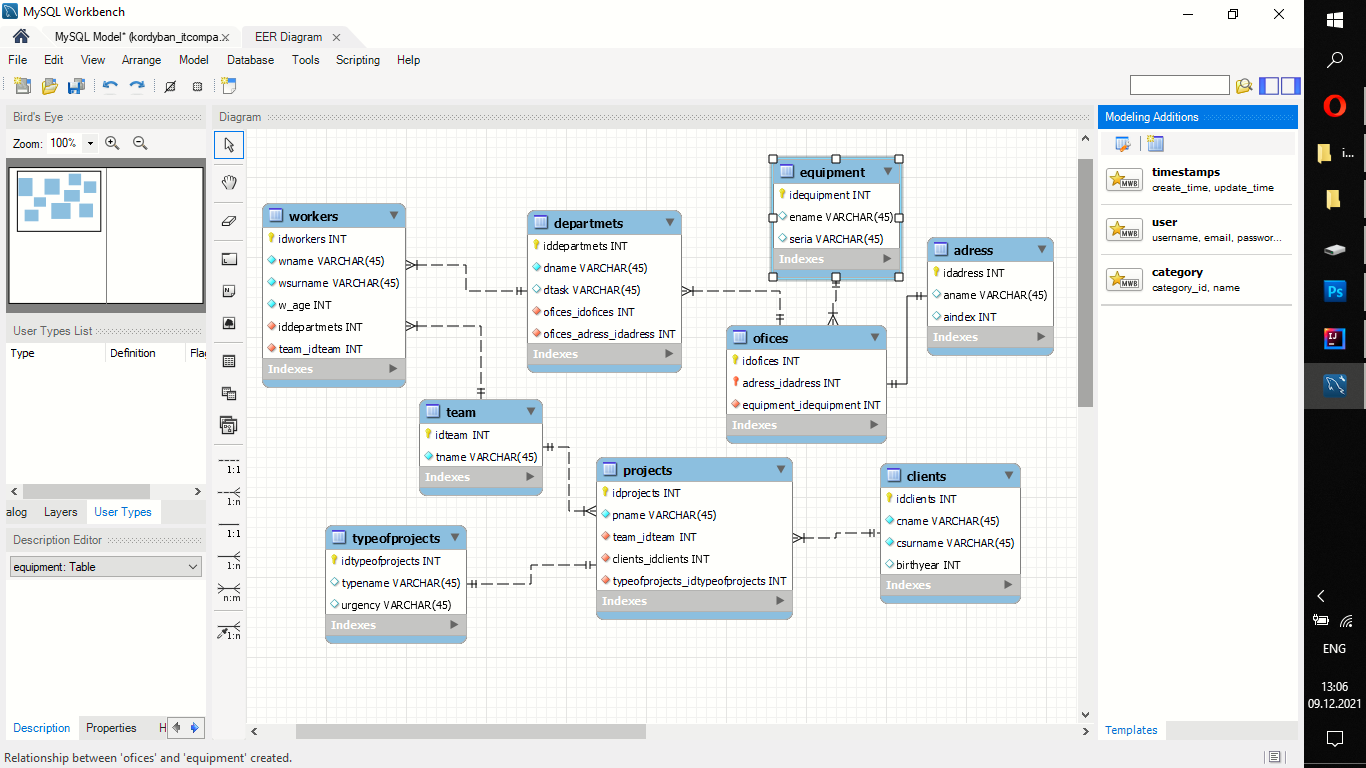 MySQL Workbench
MySQL Model* (kordyban_itcompa...
EER Diagram
File Edit View Arrange Model Database Tools Scripting Help
Bird's Eye
Zoom: 100%
User Types List
Type Definition Flag
alog Layers User Types
Description Editor
equipment: Table
Description Properties H
Relationship between 'ofices' and 'equipment' created.
Diagram
1:1
1:n
1:1
1:n
n:m
1:n
workers
idworkers INT
wname VARCHAR(45)
wsurname VARCHAR(45)
w_age INT
iddepartmets INT
team_idteam INT
Indexes
departmets
iddepartmets INT
dname VARCHAR(45)
dtask VARCHAR(45)
ofices_idofices INT
ofices_adress_idadress INT
Indexes
equipment
idequipment INT
ename VARCHAR(45)
seria VARCHAR(45)
Indexes
adress
idadress INT
aname VARCHAR(45)
aindex INT
Indexes
ofices
idofices INT
adress_idadress INT
equipment_idequipment INT
Indexes
team
idteam INT
tname VARCHAR(45)
Indexes
projects
idprojects INT
pname VARCHAR(45)
team_idteam INT
clients_idclients INT
typeofprojects_idtypeofprojects INT
Indexes
clients
idclients INT
cname VARCHAR(45)
csurname VARCHAR(45)
birthyear INT
Indexes
typeofprojects
idtypeofprojects INT
typename VARCHAR(45)
urgency VARCHAR(45)
Indexes
Modeling Additions
MWB
timestamps
create_time, update_time
MWB
user
username, email, passwor...
MWB
category
category_id, name
Templates
i...
Ps
IJ
ENG
13:06
09.12.2021